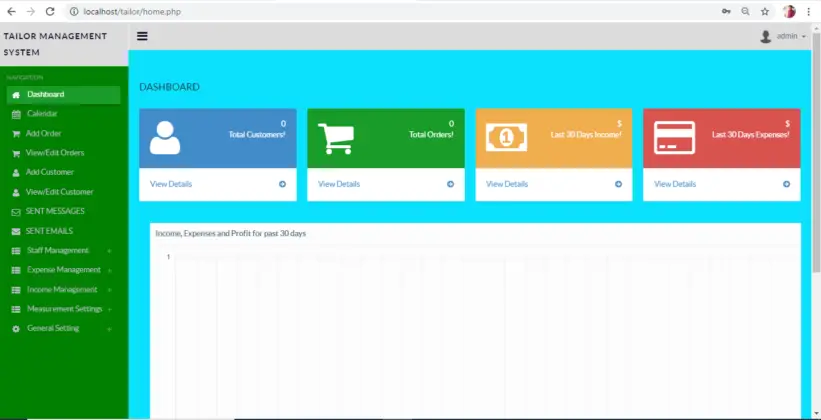 localhost/tailor/home.php
TAILOR MANAGEMENT
SYSTEM
admin
NAVIGATION
Dashboard
Calendar
Add Order
View/Edit Orders
Add Customer
View/Edit Customer
SENT MESSAGES
SENT EMAILS
Staff Management
Expense Management
Income Management
Measurement Settings
General Setting
DASHBOARD
0
Total Customers!
View Details
0
Total Orders!
View Details
$
Last 30 Days Income!
View Details
$
Last 30 Days Expenses!
View Details
Income, Expenses and Profit for past 30 days
1